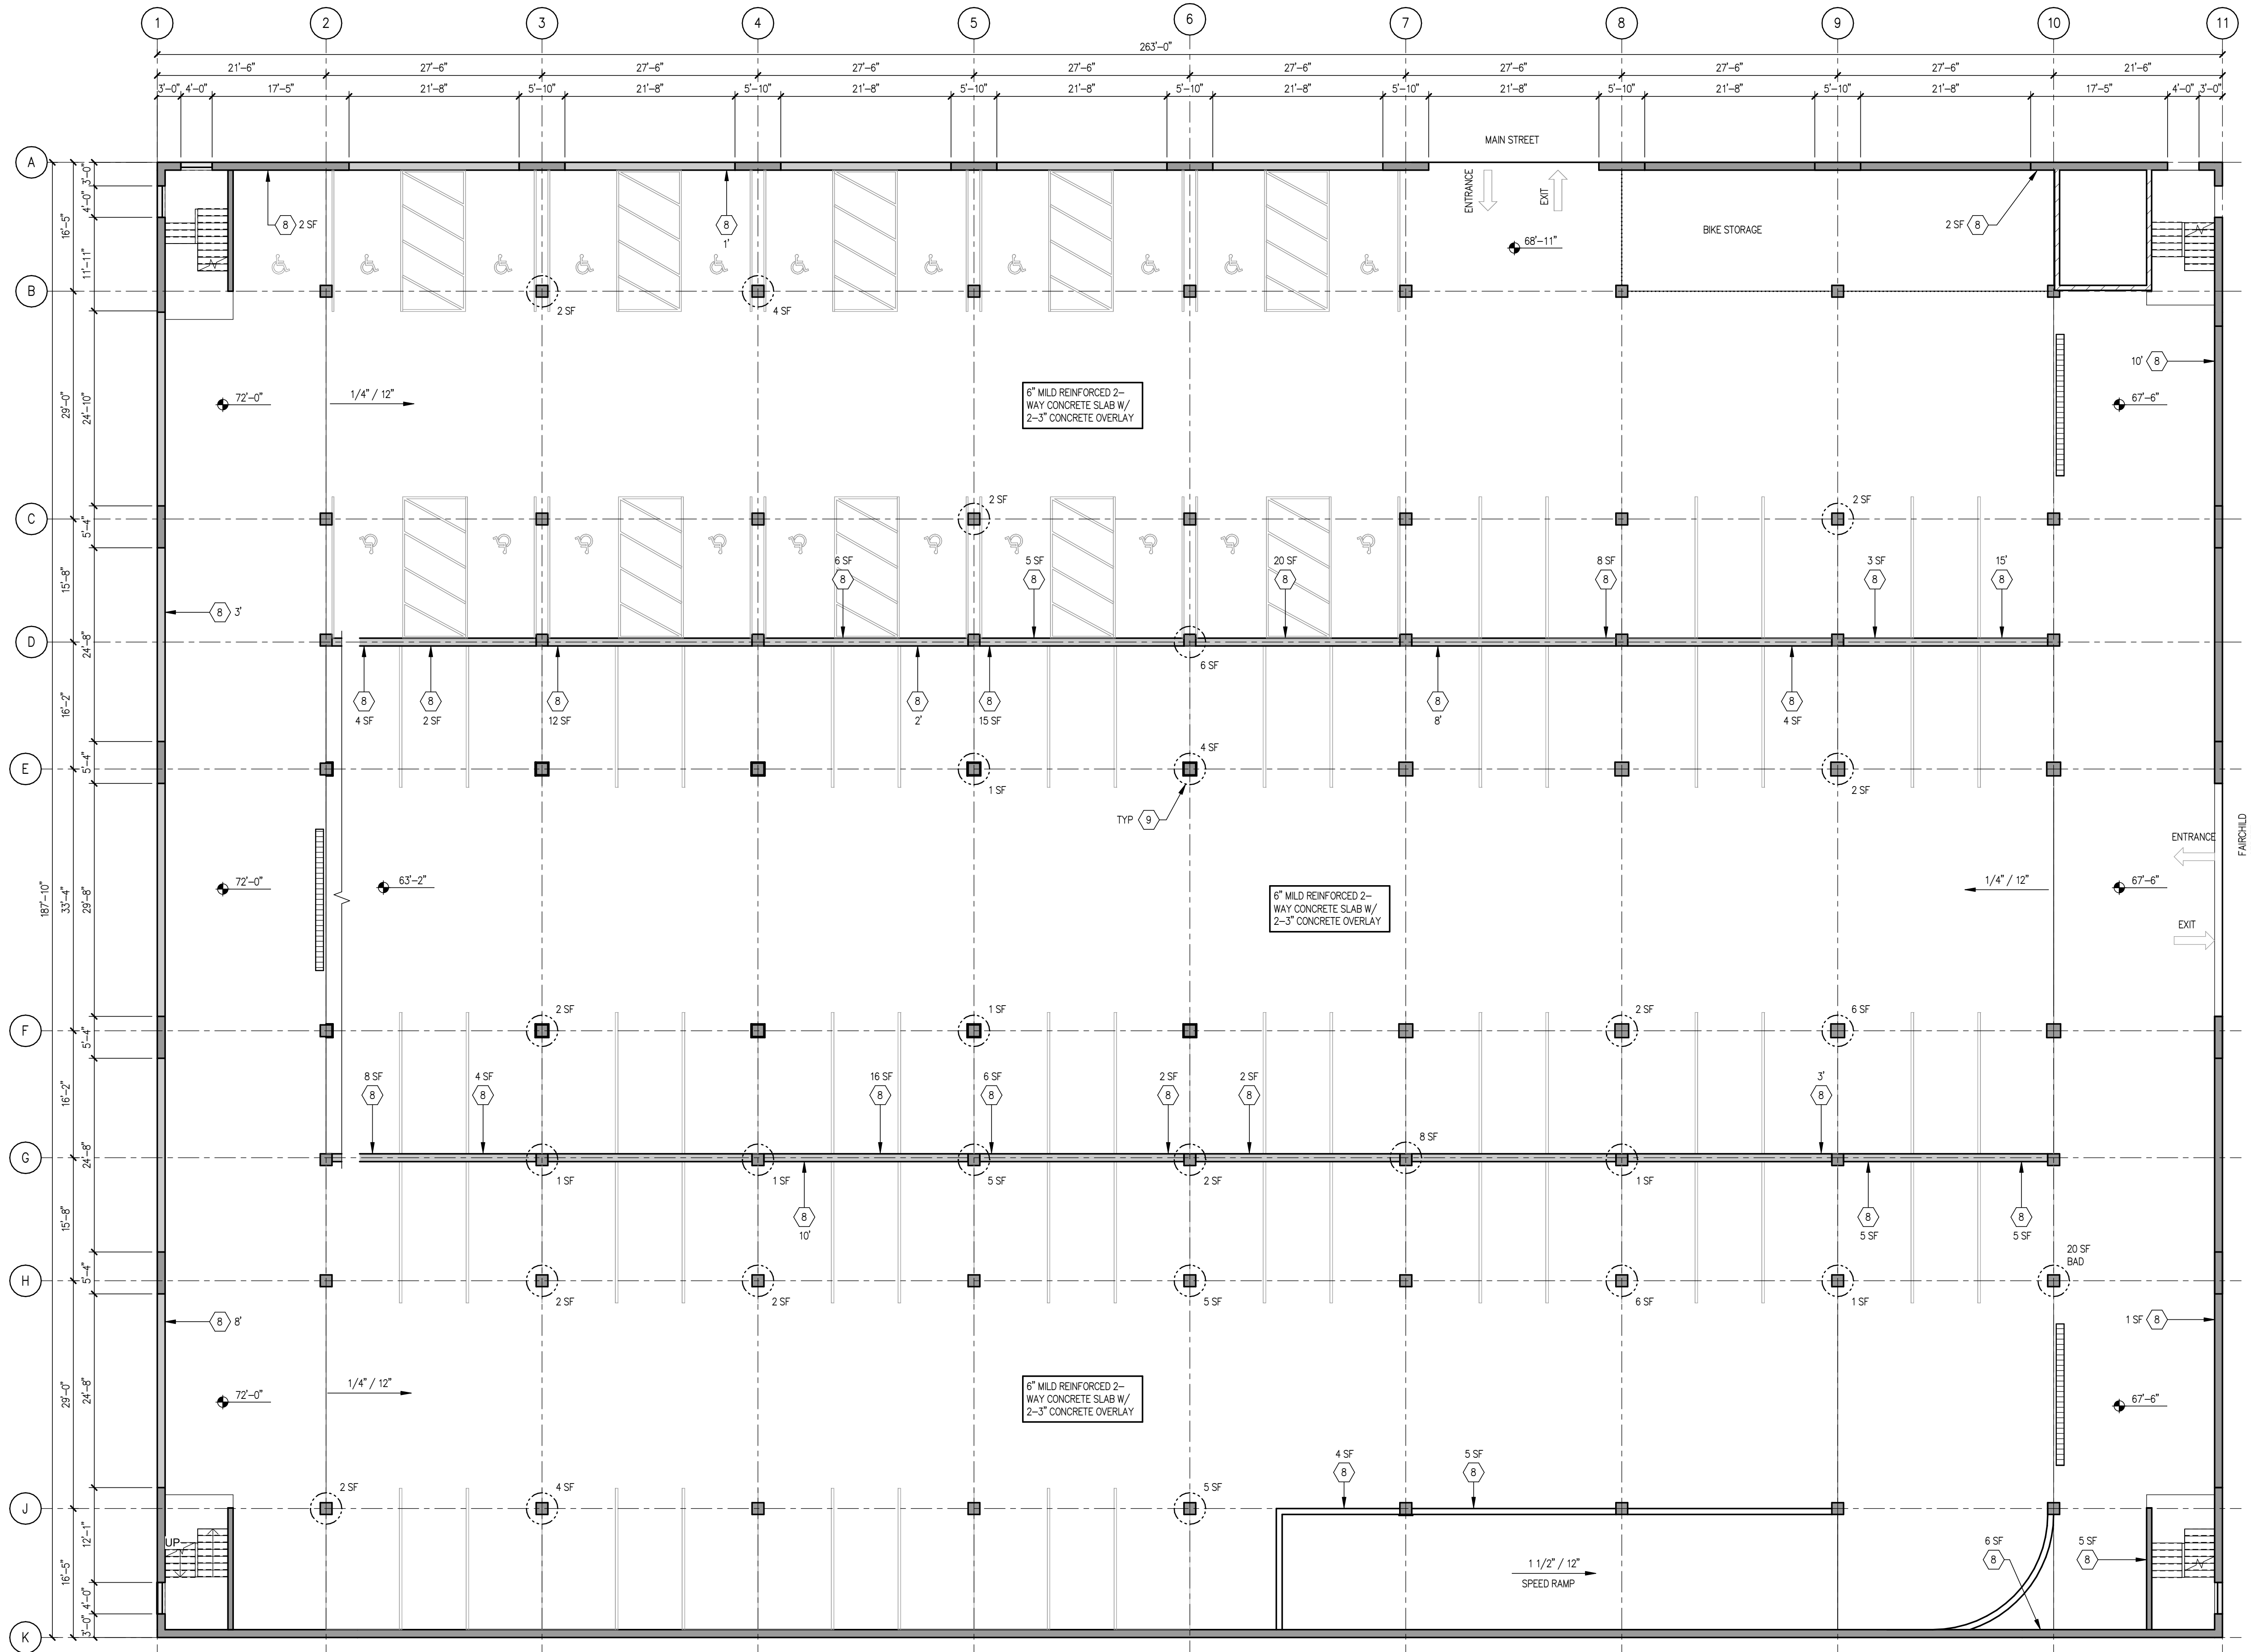 1 2 3 4 5 6 7 8 9 10 11
263'-0"
21'-6" 27'-6" 27'-6" 27'-6" 27'-6" 27'-6" 27'-6" 27'-6" 27'-6" 21'-6"
3'-0" 4'-0" 17'-5" 21'-8" 5'-10" 21'-8" 5'-10" 21'-8" 5'-10" 21'-8" 5'-10" 21'-8" 5'-10" 21'-8" 5'-10" 21'-8" 5'-10" 21'-8" 17'-5" 4'-0" 3'-0"
MAIN STREET
A
3'-0"
4'-0"
16'-5"
11'-11"
ENTRANCE
EXIT
8 2 SF
8
1'
68'-11"
BIKE STORAGE
2 SF 8
B
2 SF
4 SF
10' 8
29'-0"
24'-10"
72'-0"
1/4" / 12"
6" MILD REINFORCED 2-
WAY CONCRETE SLAB W/
2-3" CONCRETE OVERLAY
67'-6"
C
5'-4"
2 SF
2 SF
15'-8"
24'-8"
6 SF 5 SF 20 SF 8 SF 3 SF 15'
8 8 8 8 8 8
8 3'
D
6 SF
16'-2"
8 8 8 8 8 8 8
4 SF 2 SF 12 SF 2' 15 SF 8' 4 SF
E
5'-4"
4 SF
1 SF
2 SF
TYP 9
ENTRANCE
FAIRCHILD
187'-10"
33'-4"
29'-8"
72'-0"
63'-2"
6" MILD REINFORCED 2-
WAY CONCRETE SLAB W/
2-3" CONCRETE OVERLAY
1/4" / 12"
67'-6"
EXIT
F
5'-4"
2 SF
1 SF
2 SF
6 SF
16'-2"
24'-8"
8 SF 4 SF 16 SF 6 SF 2 SF 2 SF 3'
8 8 8 8 8 8 8
G
8 SF
1 SF 1 SF 5 SF 2 SF 1 SF
15'-8"
8 8 8
10' 5 SF 5 SF
H
5'-4"
20 SF
BAD
2 SF 2 SF 5 SF 6 SF 1 SF
8 8'
1 SF 8
29'-0"
24'-8"
72'-0"
1/4" / 12"
6" MILD REINFORCED 2-
WAY CONCRETE SLAB W/
2-3" CONCRETE OVERLAY
67'-6"
4 SF 5 SF
8 8
J
2 SF 4 SF 5 SF
12'-1"
16'-5"
UP
1 1/2" / 12"
SPEED RAMP
6 SF 5 SF
8 8
4'-0"
3'-0"
K